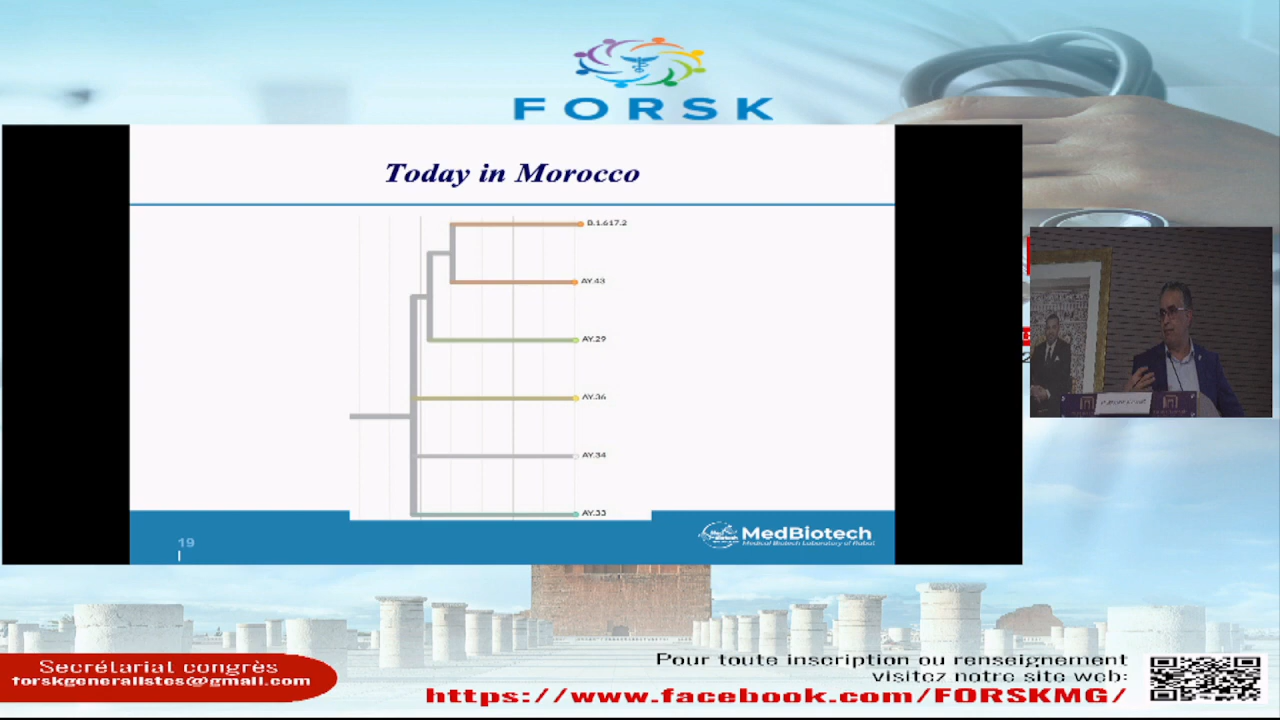 FORSK
Today in Morocco
B.1.617.2
AY.43
AY.29
AY.36
AY.34
AY.33
19
MedBiotech
Medical Biotech Laboratory of Rabat
Secrétariat congrès
forskgeneralistes@gmail.com
Pour toute inscription ou renseignement
visitez notre site web:
https://www.facebook.com/FORSKMG/